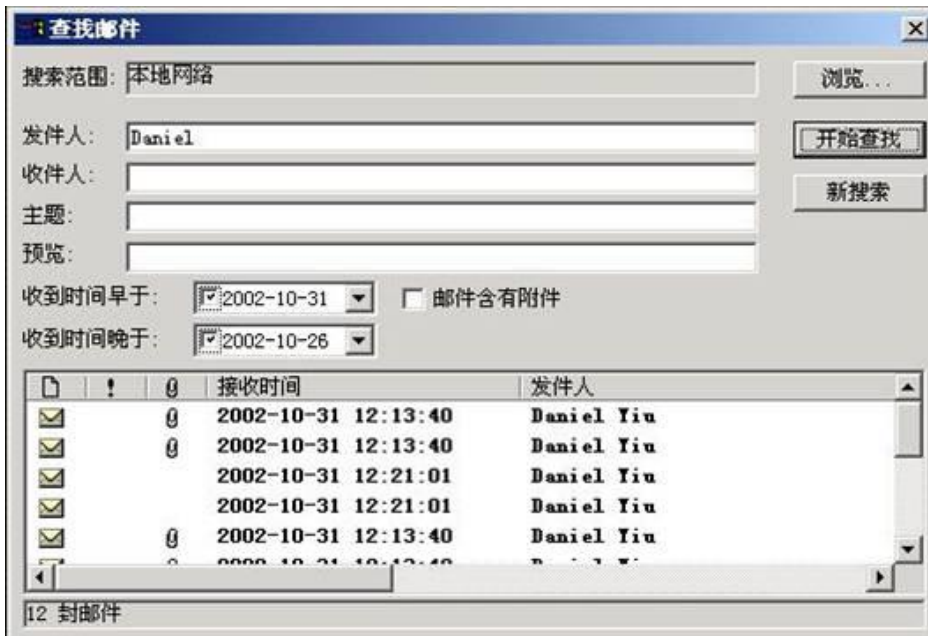 查找邮件
搜索范围: 本地网络 浏览...
发件人: Daniel 开始查找
收件人:
新搜索
主题:
预览:
收到时间早于: 2002-10-31 邮件含有附件
收到时间晚于: 2002-10-26
! 接收时间 发件人
2002-10-31 12:13:40 Daniel Yiu
2002-10-31 12:13:40 Daniel Yiu
2002-10-31 12:21:01 Daniel Yiu
2002-10-31 12:21:01 Daniel Yiu
2002-10-31 12:13:40 Daniel Yiu
12 封邮件